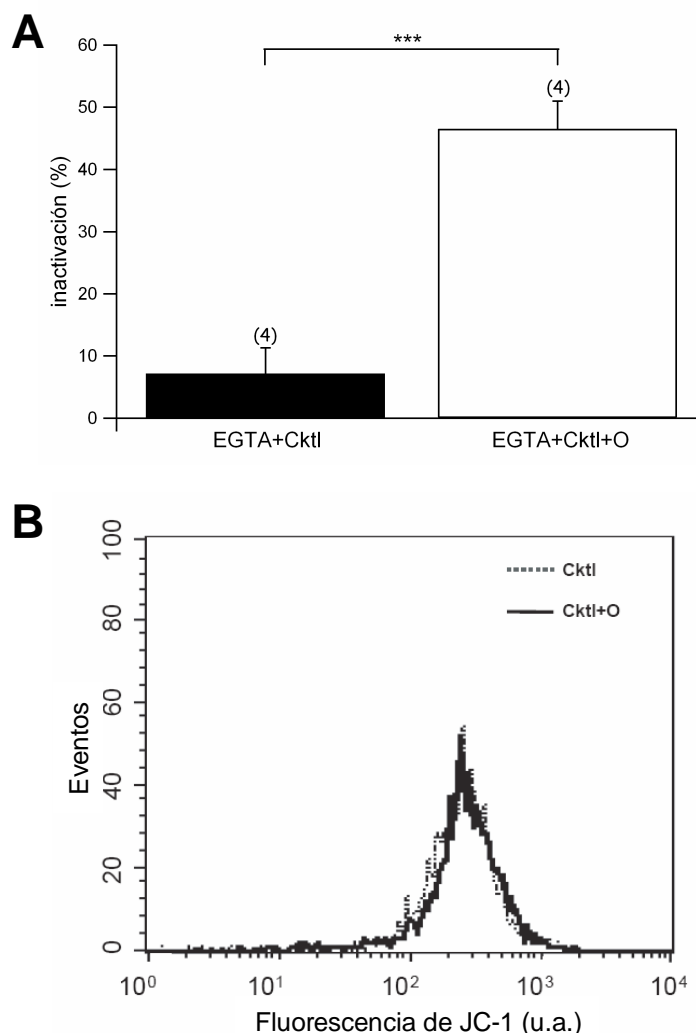 A
60
***
(4)
50
40
inactivación (%)
30
20
(4)
10
0
EGTA+Cktl
EGTA+Cktl+O
B
100
Cktl
Cktl+O
80
60
Eventos
40
20
0
10⁰
10¹
10²
10³
10⁴
Fluorescencia de JC-1 (u.a.)